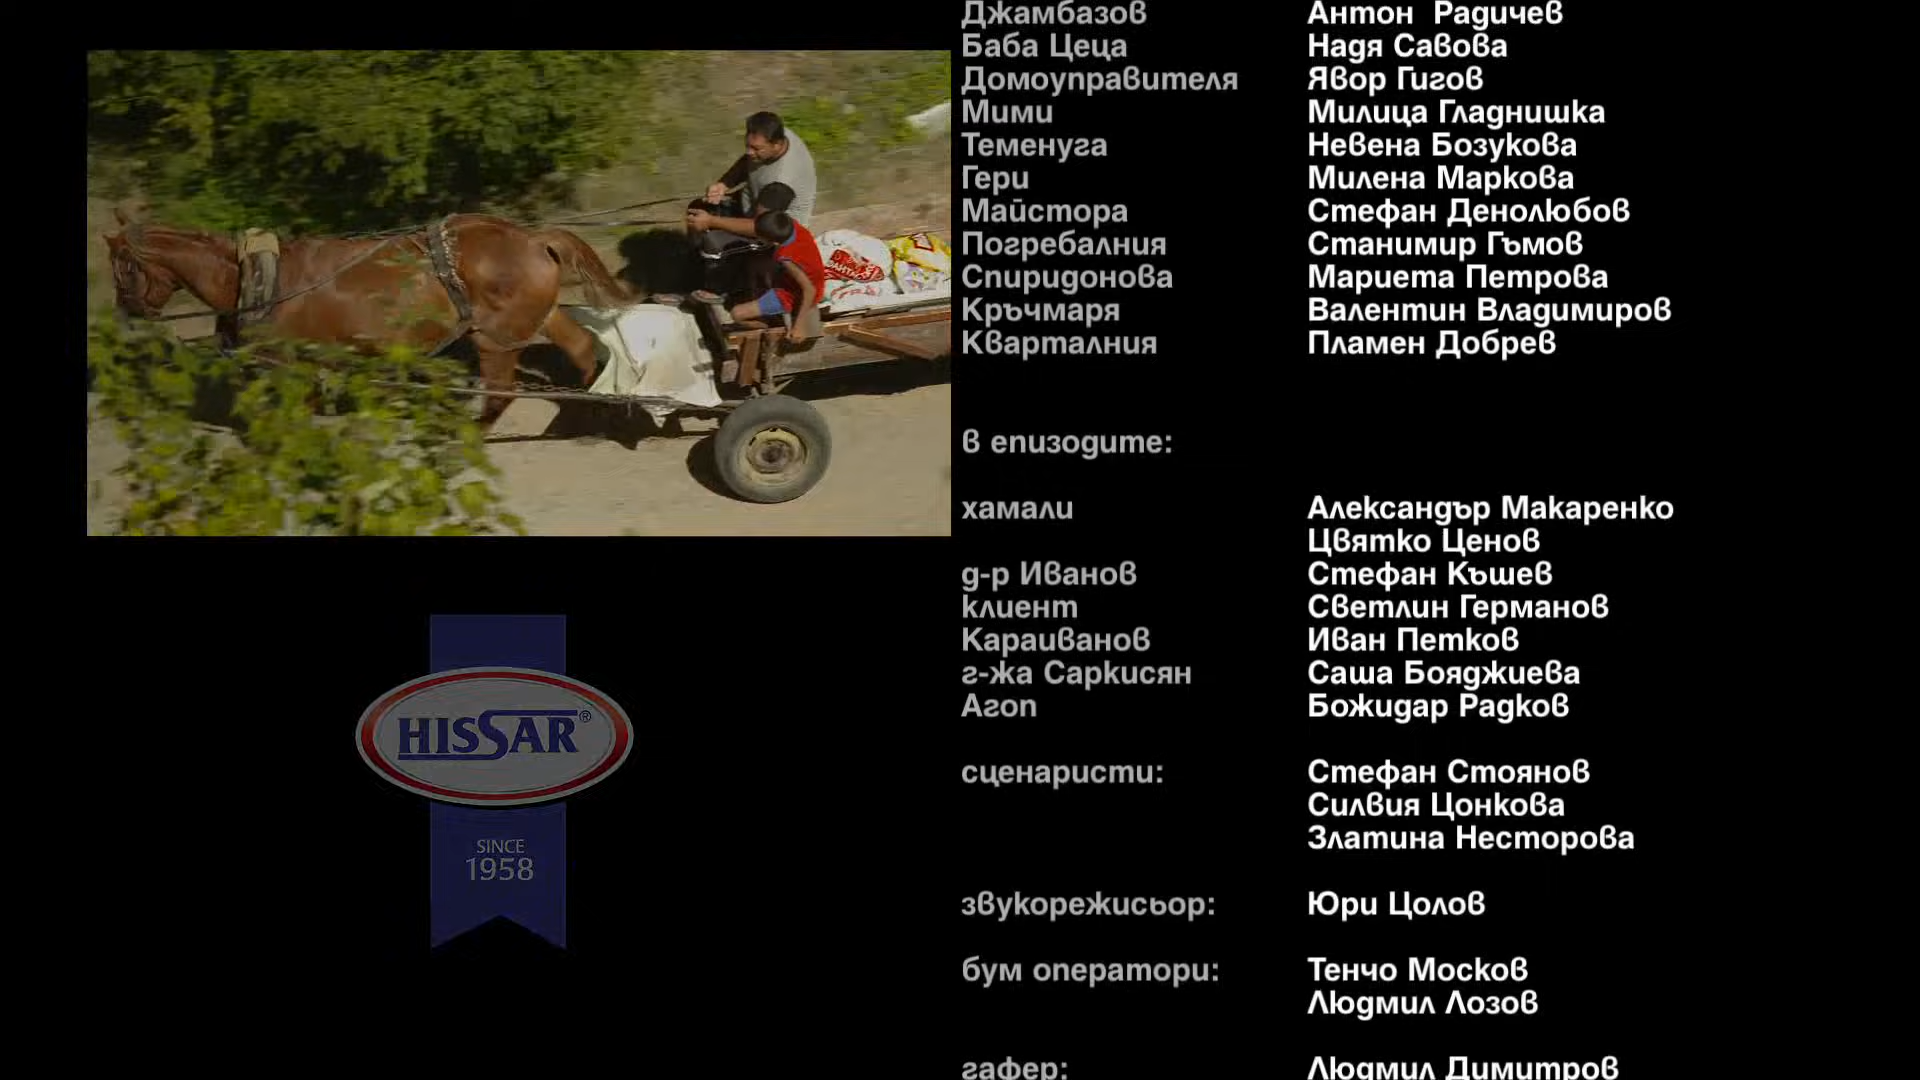 Джамбазов Антон Радичев
Баба Цеца Надя Савова
Домоуправителя Явор Гигов
Мими Милица Гладнишка
Теменуга Невена Бозукова
Гери Милена Маркова
Майстора Стефан Денолюбов
Погребалния Станимир Гъмов
Спиридонова Мариета Петрова
Кръчмаря Валентин Владимиров
Кварталния Пламен Добрев
в епизодите:
хамали Александър Макаренко
Цвятко Ценов
д-р Иванов Стефан Къшев
клиент Светлин Германов
Караиванов Иван Петков
г-жа Саркисян Саша Бояджиева
Агоп Божидар Радков
сценаристи: Стефан Стоянов
Силвия Цонкова
Златина Несторова
звукорежисьор: Юри Цолов
бум оператори: Тенчо Москов
Людмил Лозов
гафер: Людмил Димитров
HISSAR®
SINCE
1958